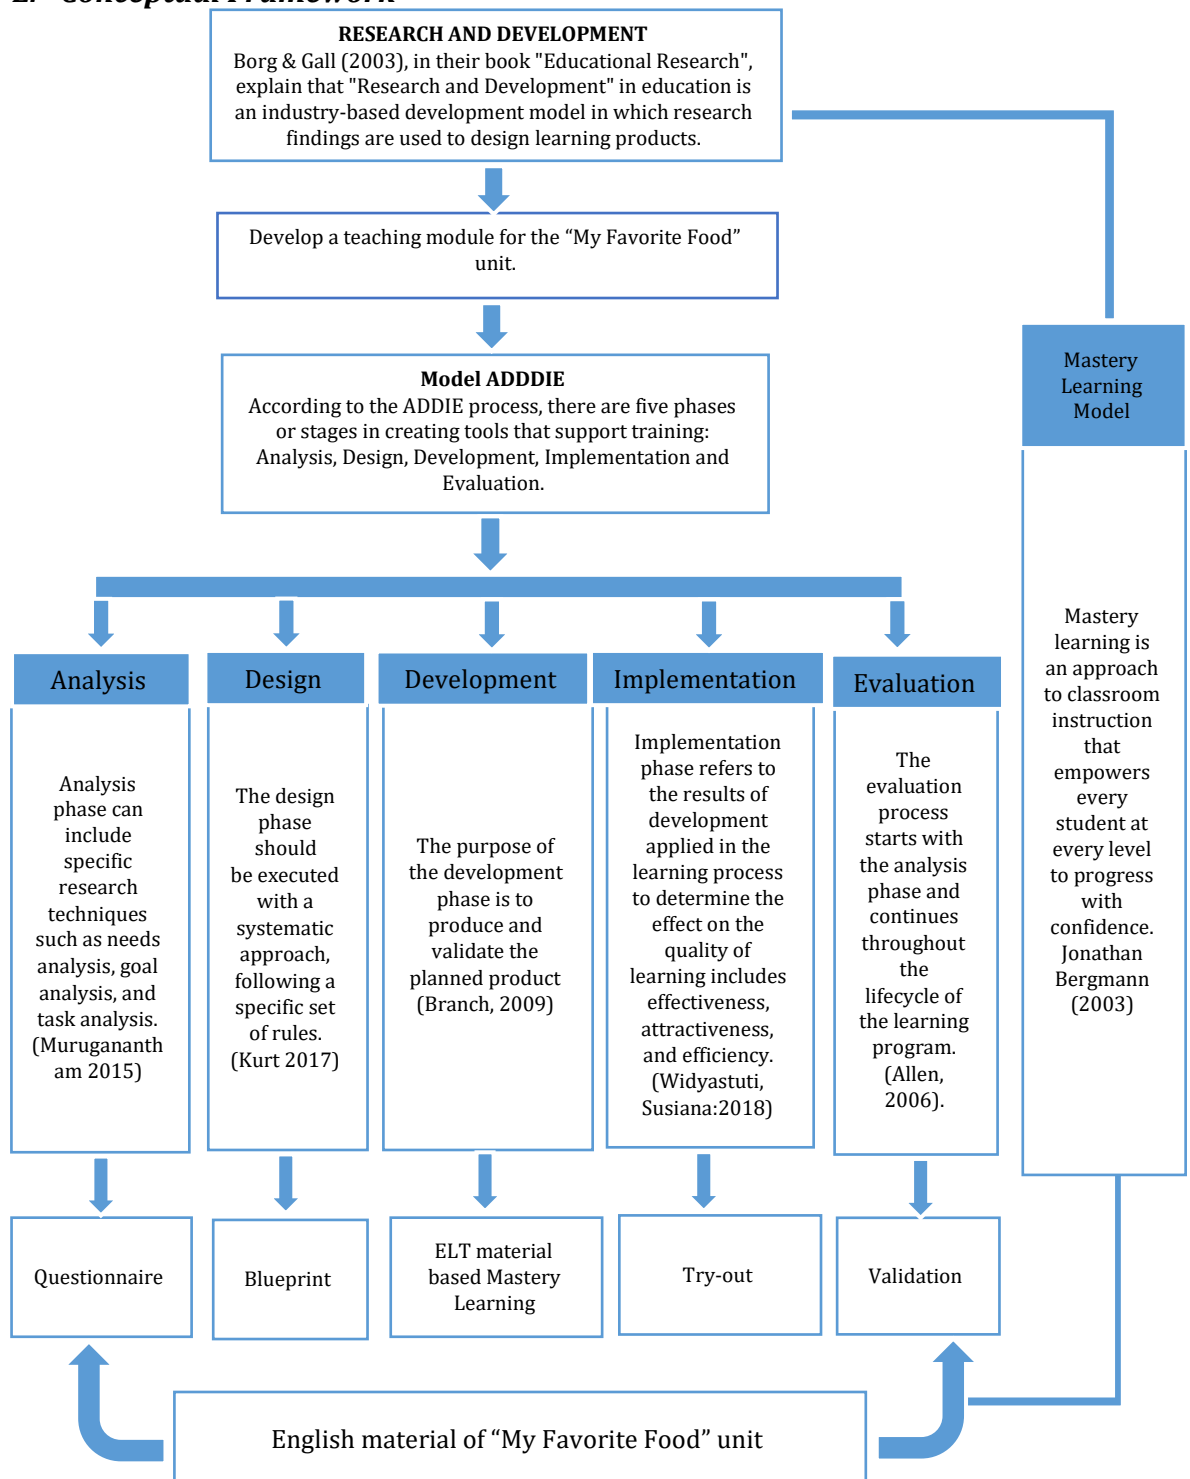 RESEARCH AND DEVELOPMENT
Borg & Gall (2003), in their book "Educational Research",
explain that "Research and Development" in education is
an industry-based development model in which research
findings are used to design learning products.
Develop a teaching module for the “My Favorite Food”
unit.
Model ADDDIE
According to the ADDIE process, there are five phases
or stages in creating tools that support training:
Analysis, Design, Development, Implementation and
Evaluation.
Mastery
Learning
Model
Mastery
learning is
an approach
to classroom
instruction
that
empowers
every
student at
every level
to progress
with
confidence.
Jonathan
Bergmann
(2003)
Analysis
Analysis
phase can
include
specific
research
techniques
such as needs
analysis, goal
analysis, and
task analysis.
(Murugananth
am 2015)
Questionnaire
Design
The design
phase
should
be executed
with a
systematic
approach,
following a
specific set
of rules.
(Kurt 2017)
Blueprint
Development
The purpose of
the development
phase is to
produce and
validate the
planned product
(Branch, 2009)
ELT material
based Mastery
Learning
Implementation
Implementation
phase refers to
the results of
development
applied in the
learning process
to determine the
effect on the
quality of
learning includes
effectiveness,
attractiveness,
and efficiency.
(Widyastuti,
Susiana:2018)
Try-out
Evaluation
The
evaluation
process
starts with
the analysis
phase and
continues
throughout
the
lifecycle of
the learning
program.
(Allen,
2006).
Validation
English material of “My Favorite Food” unit